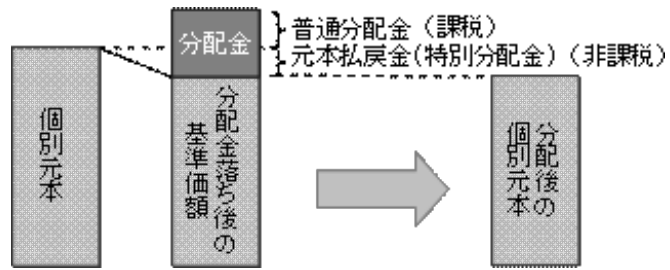 分配金
普通分配金（課税）
元本払戻金(特別分配金)（非課税）
個別元本
分配金落ち後の
基準価額
分配後の
個別元本